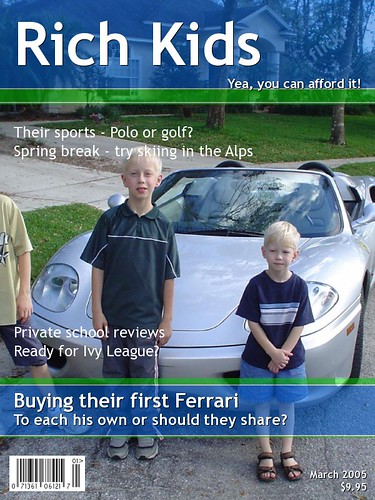 Rich Kids
Yea, you can afford it!
Their sports - Polo or golf?
Spring break - try skiing in the Alps
Private school reviews
Ready for Ivy League?
Buying their first Ferrari
To each his own or should they share?
01>
0 71361 06121 7
March 2005
$9.95